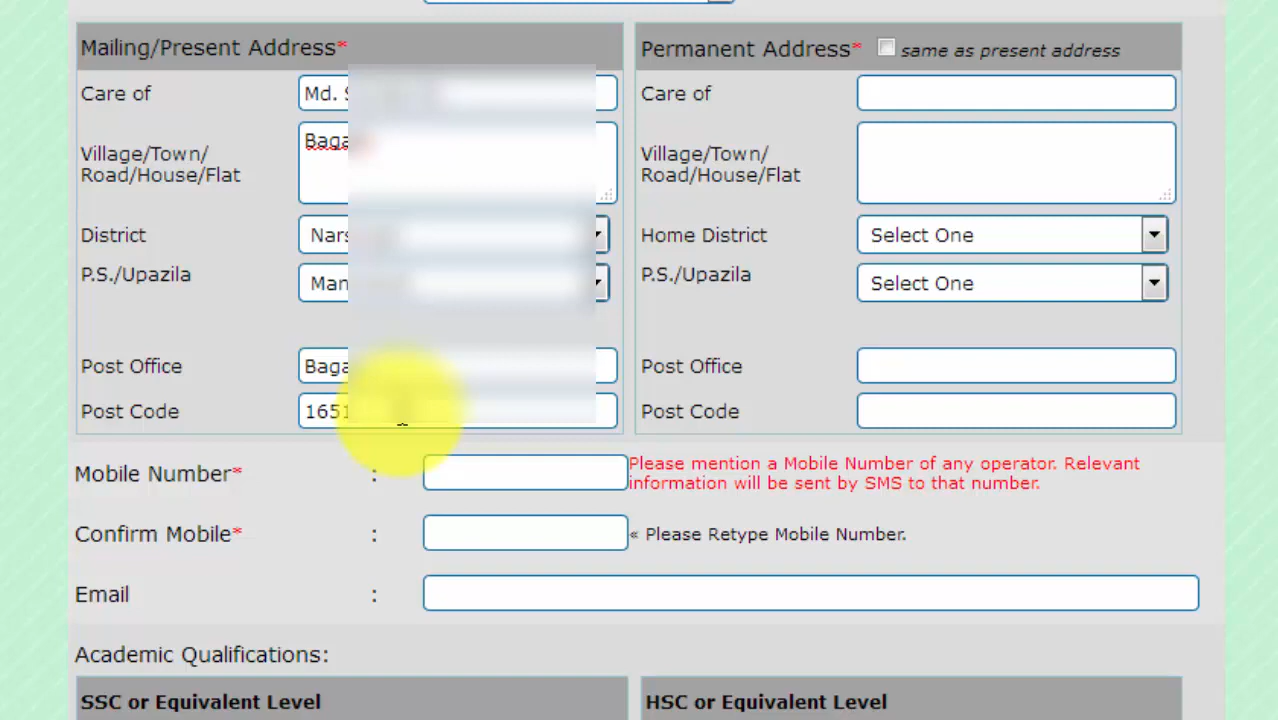 Mailing/Present Address*
Care of
Md.
Village/Town/
Road/House/Flat
District
P.S./Upazila
Post Office
Post Code
1651
Permanent Address* same as present address
Care of
Village/Town/
Road/House/Flat
Home District
Select One
P.S./Upazila
Select One
Post Office
Post Code
Mobile Number* :
Please mention a Mobile Number of any operator. Relevant
information will be sent by SMS to that number.
Confirm Mobile* :
« Please Retype Mobile Number.
Email :
Academic Qualifications:
SSC or Equivalent Level
HSC or Equivalent Level